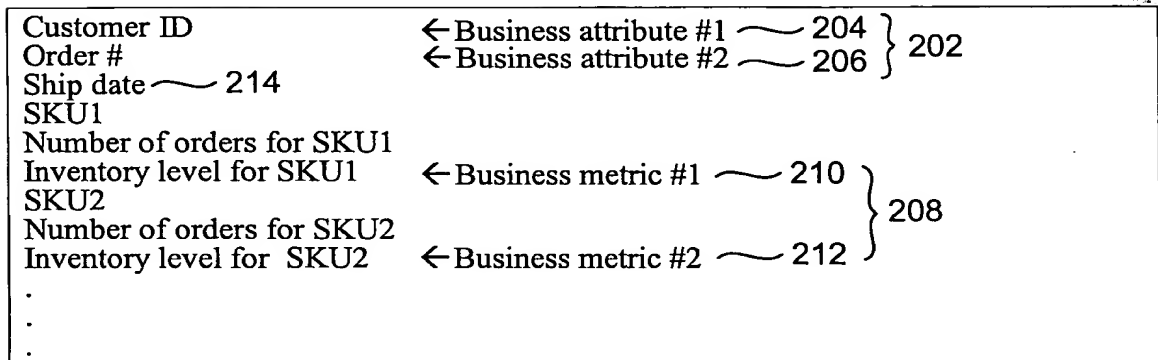 Customer ID ←Business attribute #1 204 } 202
Order # ←Business attribute #2 206
Ship date 214
SKU1
Number of orders for SKU1
Inventory level for SKU1 ←Business metric #1 210
SKU2 } 208
Number of orders for SKU2
Inventory level for SKU2 ←Business metric #2 212
.
.
.